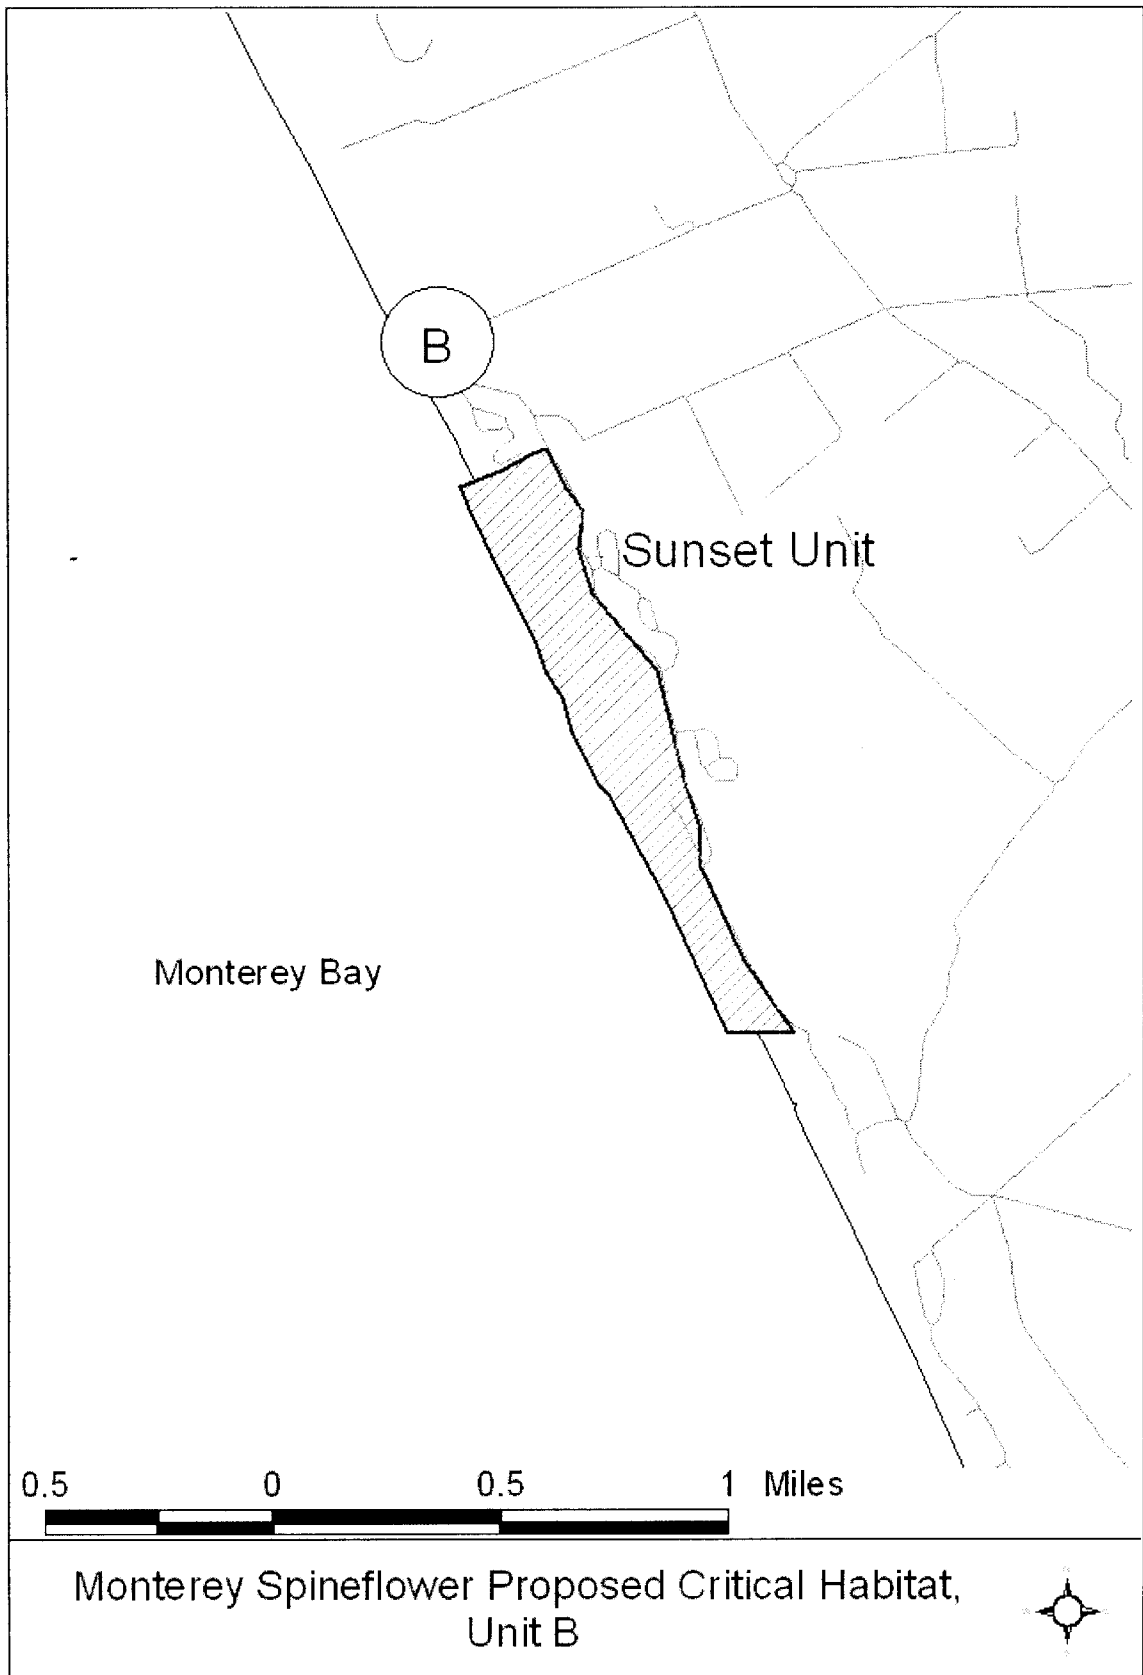 B
Sunset Unit
Monterey Bay
0.5 0 0.5 1 Miles
Monterey Spineflower Proposed Critical Habitat,
Unit B